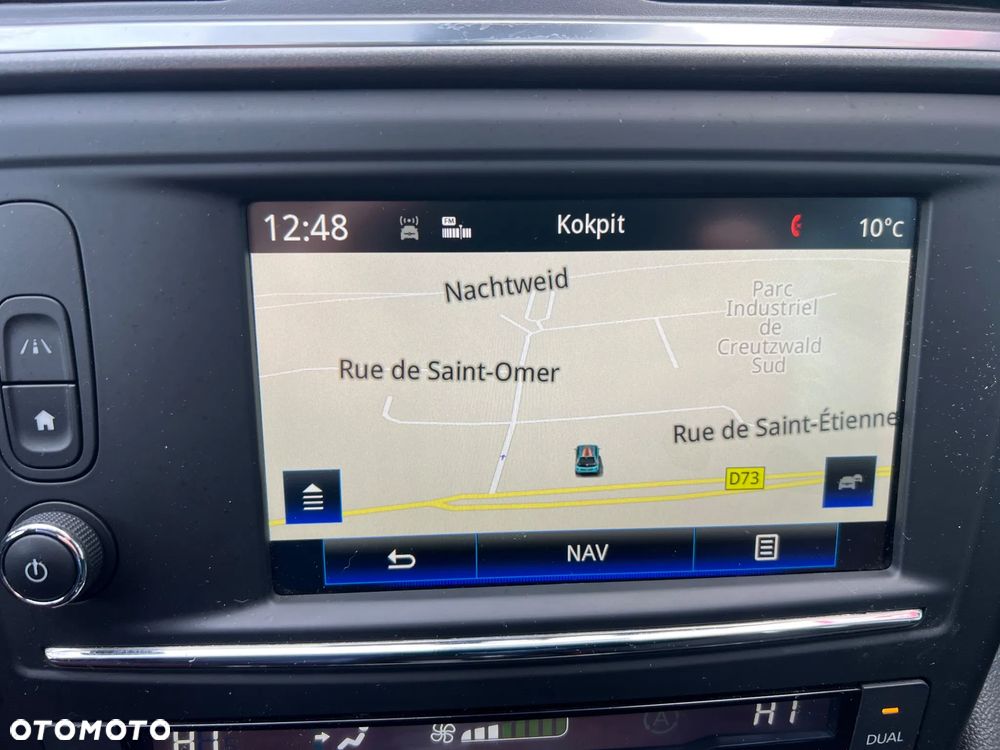 12:48
FM
Kokpit
10°C
Nachtweid
Parc
Industriel
de
Creutzwald
Sud
Rue de Saint-Omer
Rue de Saint-Étienne
D73
NAV
HI
A
HI
DUAL
OTOMOTO